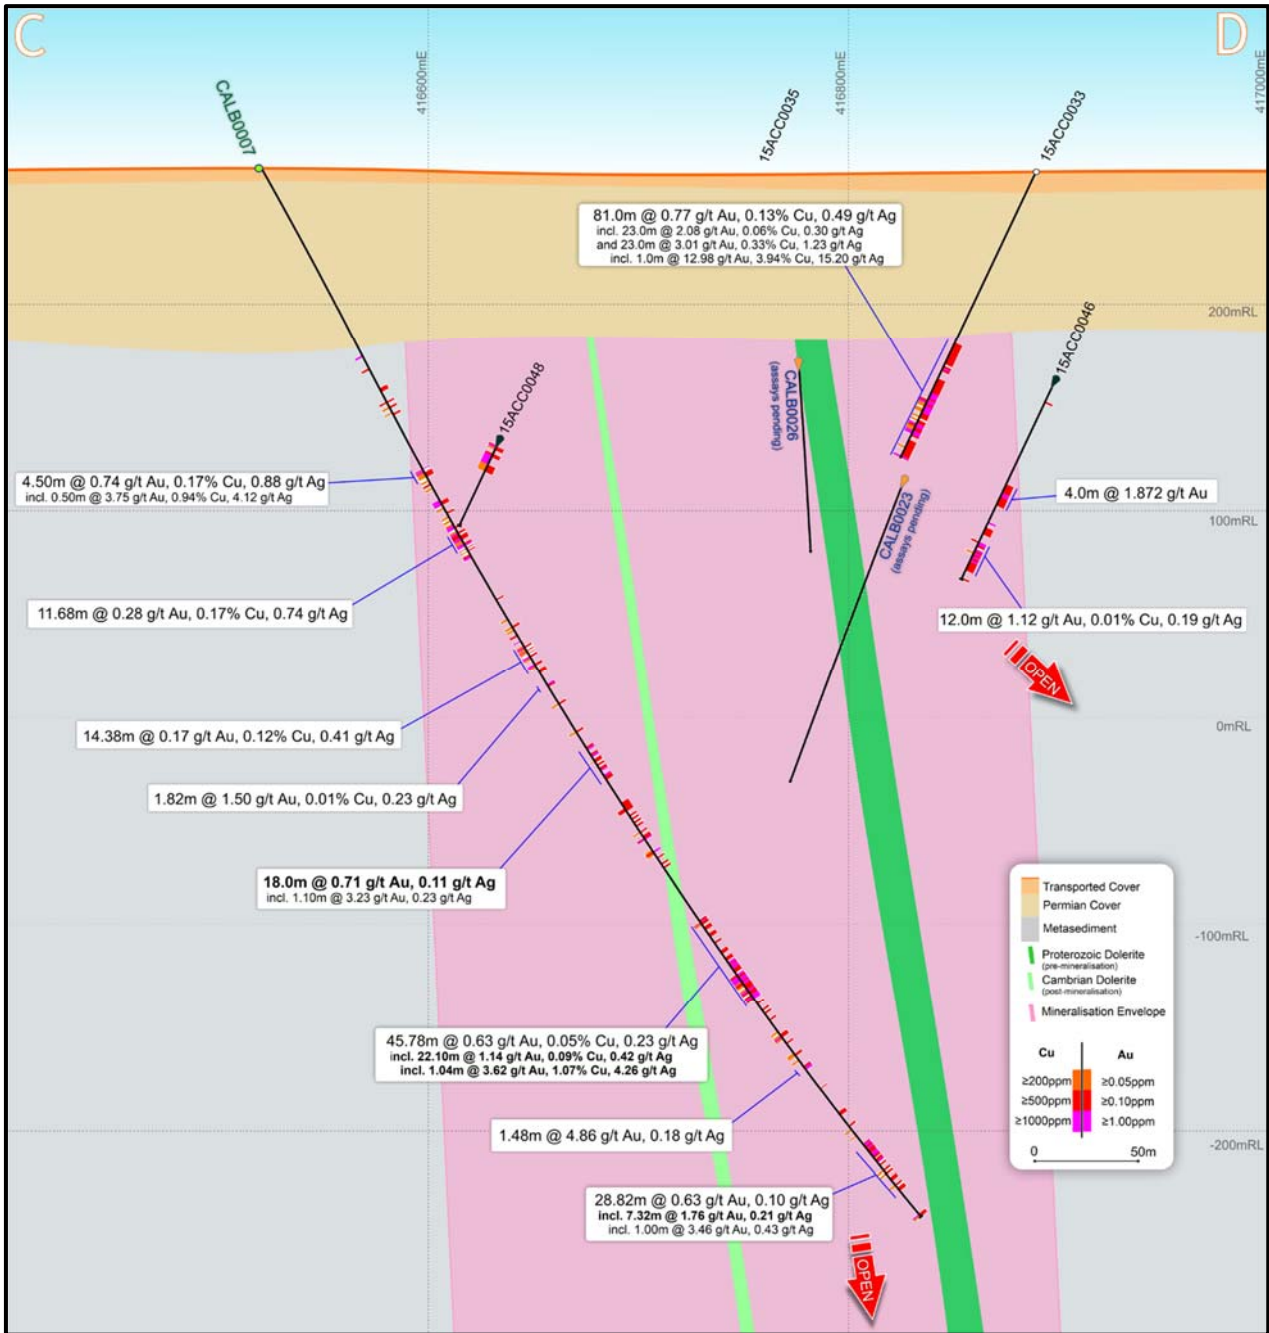 C
D
416600mE
416800mE
417000mE
CALB0007
15ACC0035
15ACC0033
81.0m @ 0.77 g/t Au, 0.13% Cu, 0.49 g/t Ag
incl. 23.0m @ 2.08 g/t Au, 0.06% Cu, 0.30 g/t Ag
and 23.0m @ 3.01 g/t Au, 0.33% Cu, 1.23 g/t Ag
incl. 1.0m @ 12.98 g/t Au, 3.94% Cu, 15.20 g/t Ag
200mRL
15ACC0046
15ACC0048
CALB0026
(assays pending)
4.50m @ 0.74 g/t Au, 0.17% Cu, 0.88 g/t Ag
incl. 0.50m @ 3.75 g/t Au, 0.94% Cu, 4.12 g/t Ag
CALB0023
(assays pending)
4.0m @ 1.872 g/t Au
100mRL
11.68m @ 0.28 g/t Au, 0.17% Cu, 0.74 g/t Ag
12.0m @ 1.12 g/t Au, 0.01% Cu, 0.19 g/t Ag
OPEN
14.38m @ 0.17 g/t Au, 0.12% Cu, 0.41 g/t Ag
0mRL
1.82m @ 1.50 g/t Au, 0.01% Cu, 0.23 g/t Ag
18.0m @ 0.71 g/t Au, 0.11 g/t Ag
incl. 1.10m @ 3.23 g/t Au, 0.23 g/t Ag
Transported Cover
Permian Cover
Metasediment
-100mRL
Proterozoic Dolerite
(pre-mineralisation)
Cambrian Dolerite
(post-mineralisation)
Mineralisation Envelope
45.78m @ 0.63 g/t Au, 0.05% Cu, 0.23 g/t Ag
incl. 22.10m @ 1.14 g/t Au, 0.09% Cu, 0.42 g/t Ag
incl. 1.04m @ 3.62 g/t Au, 1.07% Cu, 4.26 g/t Ag
Cu Au
≥200ppm ≥0.05ppm
≥500ppm ≥0.10ppm
≥1000ppm ≥1.00ppm
0 50m
1.48m @ 4.86 g/t Au, 0.18 g/t Ag
-200mRL
28.82m @ 0.63 g/t Au, 0.10 g/t Ag
incl. 7.32m @ 1.76 g/t Au, 0.21 g/t Ag
incl. 1.00m @ 3.46 g/t Au, 0.43 g/t Ag
OPEN